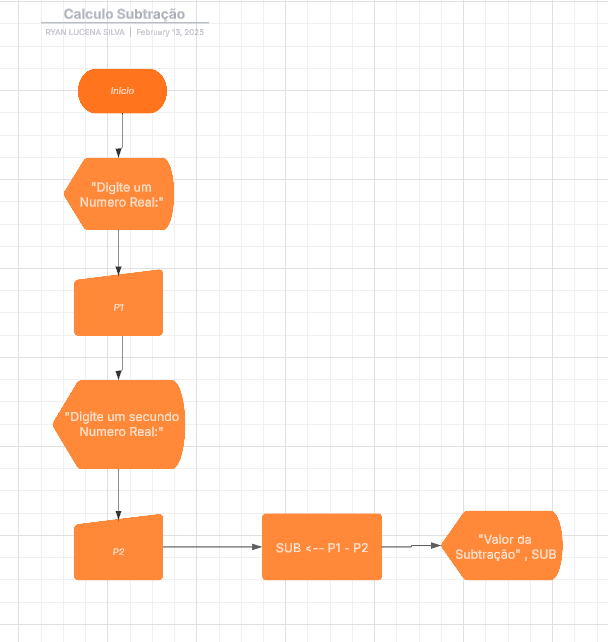 Calculo Subtração
RYAN LUCENA SILVA | February 13, 2025
Inicio
"Digite um
Numero Real:"
P1
"Digite um secundo
Numero Real:"
P2
SUB <-- P1 - P2
"Valor da
Subtração" , SUB